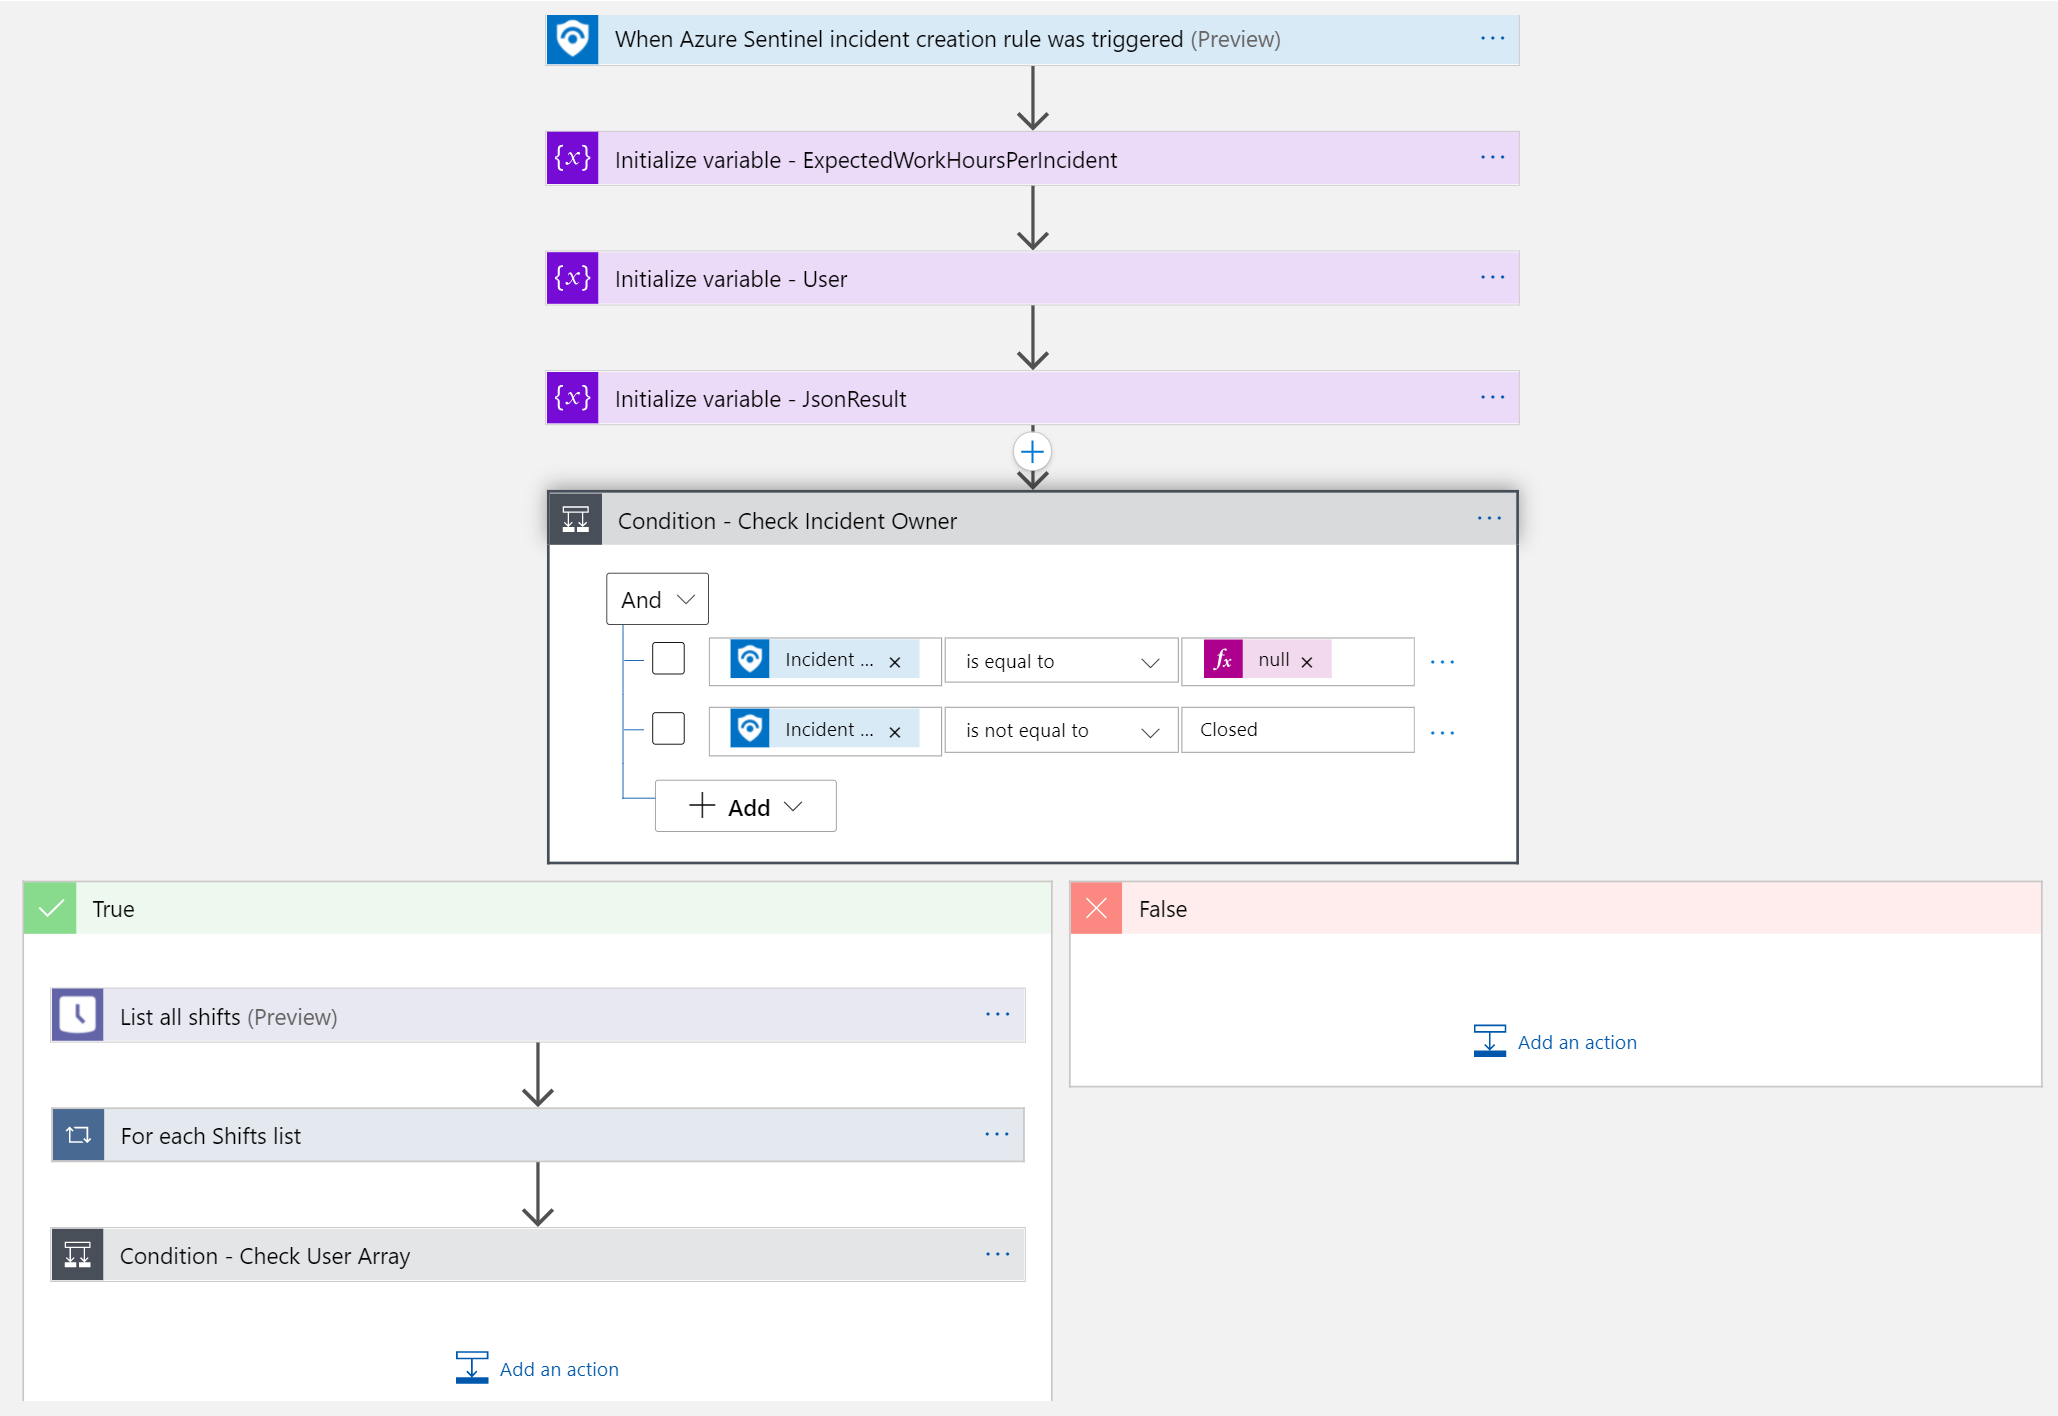 When Azure Sentinel incident creation rule was triggered (Preview)
{x} Initialize variable - ExpectedWorkHoursPerIncident
{x} Initialize variable - User
{x} Initialize variable - JsonResult
Condition - Check Incident Owner
And
Incident ... is equal to fx null
Incident ... is not equal to Closed
Add
True
False
List all shifts (Preview)
Add an action
For each Shifts list
Condition - Check User Array
Add an action